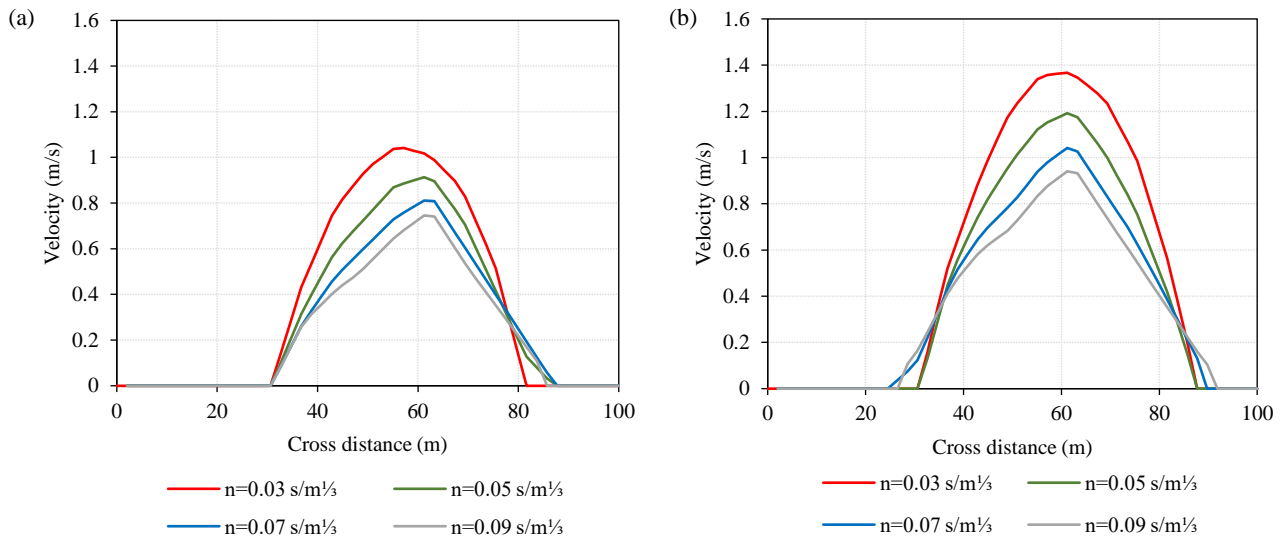 (a)
1.6
1.4
1.2
1
0.8
0.6
0.4
0.2
0
Velocity (m/s)
0 20 40 60 80 100
Cross distance (m)
n=0.03 s/m⅓ n=0.05 s/m⅓
n=0.07 s/m⅓ n=0.09 s/m⅓
(b)
1.6
1.4
1.2
1
0.8
0.6
0.4
0.2
0
Velocity (m/s)
0 20 40 60 80 100
Cross distance (m)
n=0.03 s/m⅓ n=0.05 s/m⅓
n=0.07 s/m⅓ n=0.09 s/m⅓